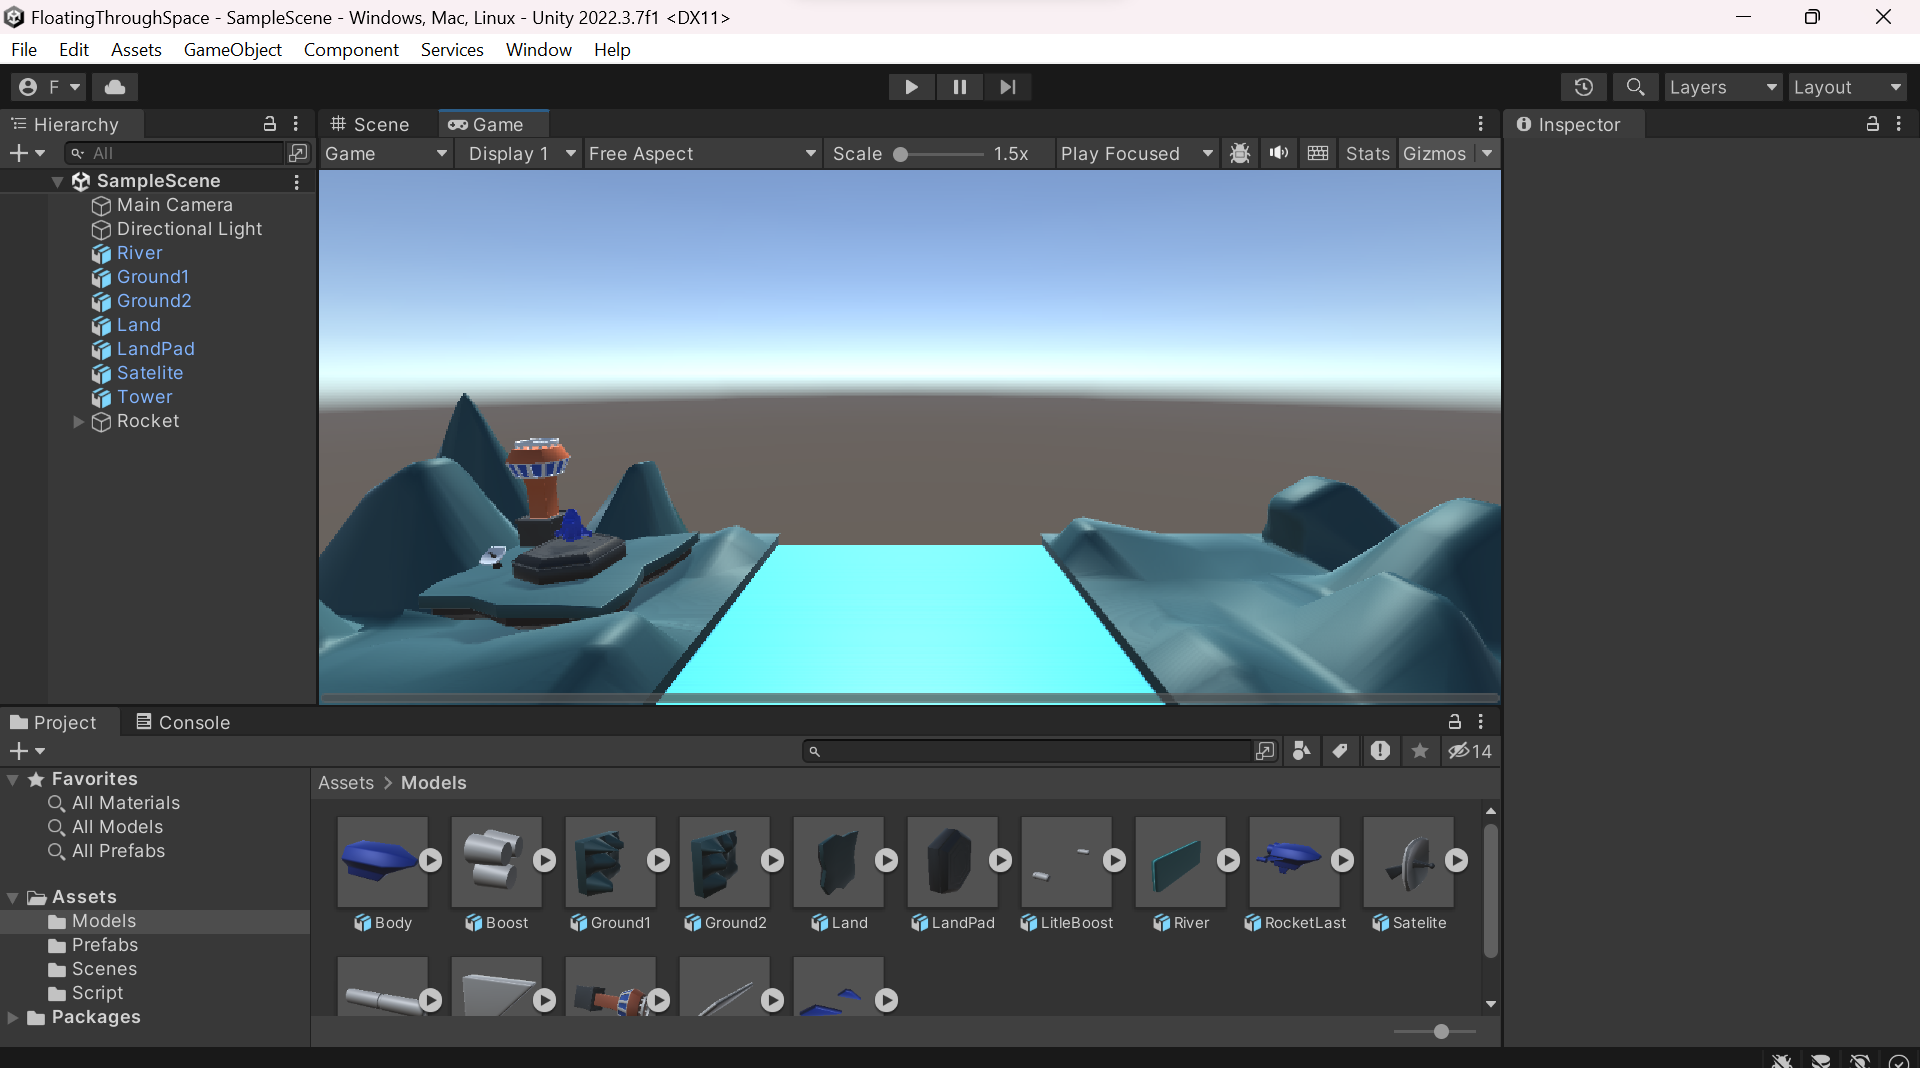 FloatingThroughSpace - SampleScene - Windows, Mac, Linux - Unity 2022.3.7f1 <DX11>
File Edit Assets GameObject Component Services Window Help
F
Layers Layout
Hierarchy
Scene Game
Inspector
All
Game Display 1 Free Aspect Scale 1.5x Play Focused Stats Gizmos
SampleScene
Main Camera
Directional Light
River
Ground1
Ground2
Land
LandPad
Satelite
Tower
Rocket
Project Console
14
Favorites
All Materials
All Models
All Prefabs
Assets
Models
Prefabs
Scenes
Script
Packages
Assets > Models
Body Boost Ground1 Ground2 Land LandPad LitleBoost River RocketLast Satelite